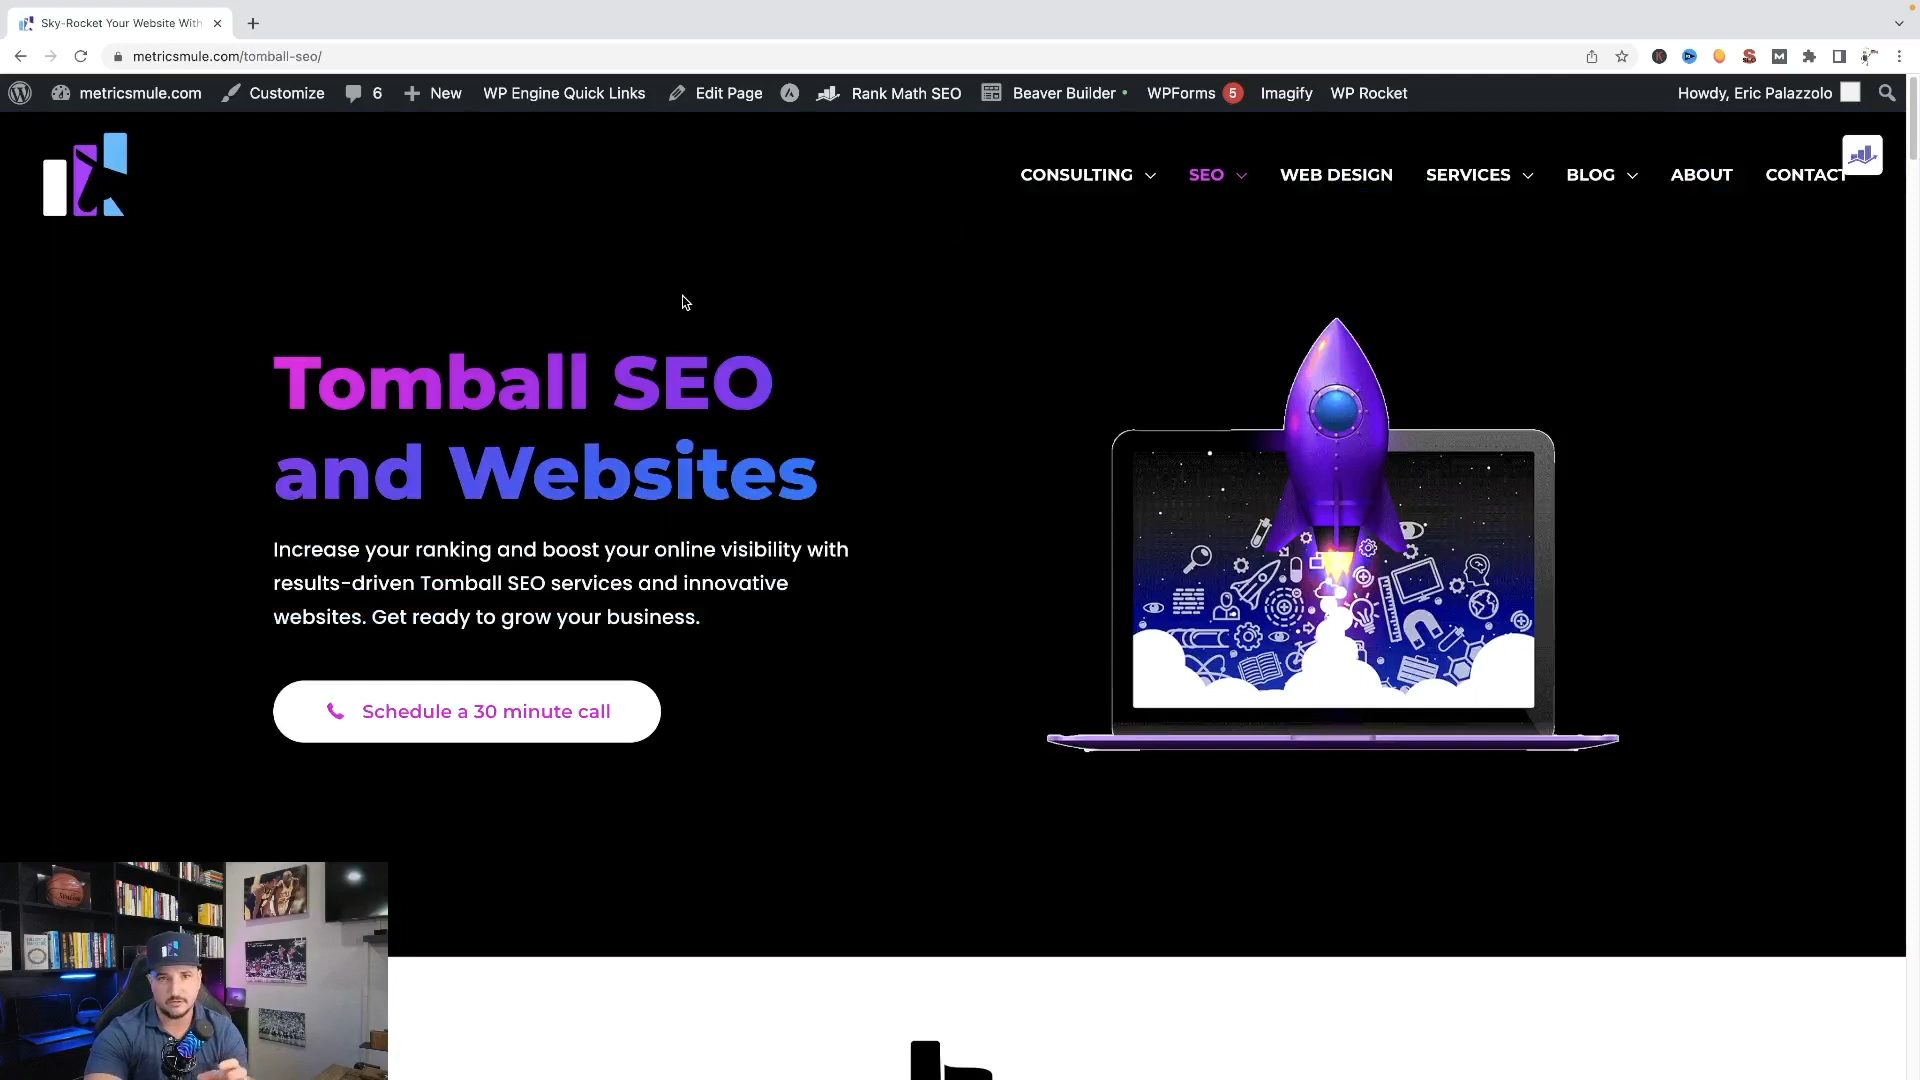 Sky-Rocket Your Website With
metricsmule.com/tomball-seo/
metricsmule.com
Customize
6
New
WP Engine Quick Links
Edit Page
Rank Math SEO
Beaver Builder
WPForms
5
Imagify
WP Rocket
Howdy, Eric Palazzolo
CONSULTING
SEO
WEB DESIGN
SERVICES
BLOG
ABOUT
CONTACT
Tomball SEO
and Websites
Increase your ranking and boost your online visibility with
results-driven Tomball SEO services and innovative
websites. Get ready to grow your business.
Schedule a 30 minute call